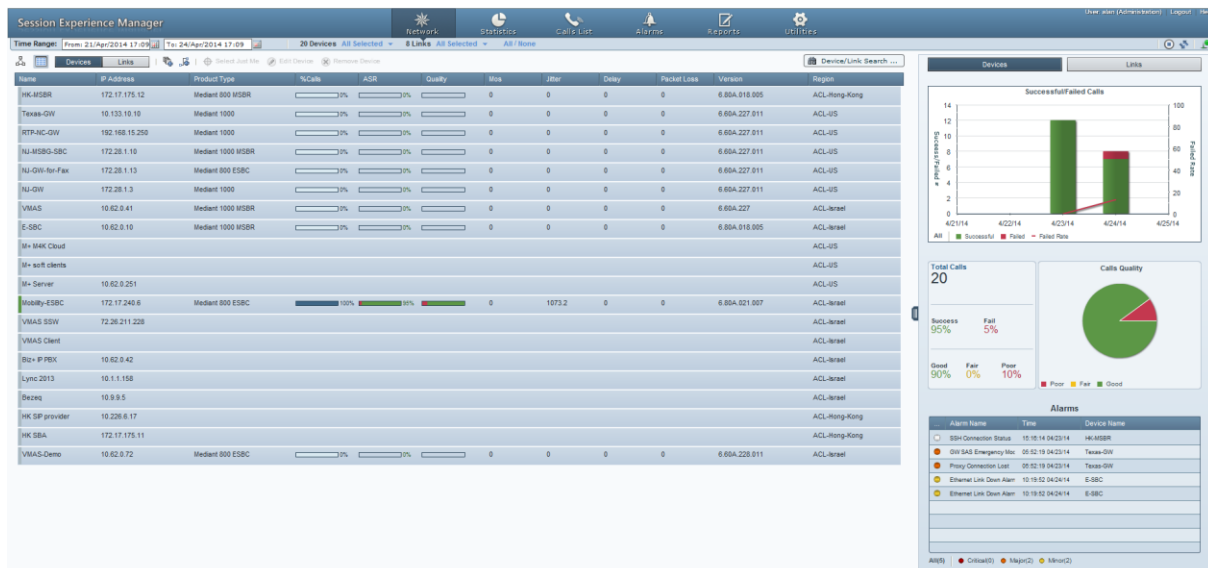 User: alan (Administration) Logout He
Session Experience Manager
Network Statistics Calls List Alarms Reports Utilities
Time Range: From: 21/Apr/2014 17:09 To: 24/Apr/2014 17:09 20 Devices All Selected 8 Links All Selected All / None
Devices Links Select Just Me Edit Device Remove Device Device/Link Search ...
Name IP Address Product Type %Calls ASR Quality Mos Jitter Delay Packet Loss Version Region
HK-MSBR 172.17.175.12 Mediant 800 MSBR 0% 0% 0 0 0 0 6.80A.018.005 ACL-Hong-Kong
Texas-GW 10.133.10.10 Mediant 1000 0% 0% 0 0 0 0 6.60A.227.011 ACL-US
RTP-NC-GW 192.168.15.250 Mediant 1000 0% 0% 0 0 0 0 6.60A.227.011 ACL-US
NJ-MSBG-SBC 172.28.1.10 Mediant 1000 MSBR 0% 0% 0 0 0 0 6.60A.227.011 ACL-US
NJ-GW-for-Fax 172.28.1.13 Mediant 800 ESBC 0% 0% 0 0 0 0 6.60A.227.011 ACL-US
NJ-GW 172.28.1.3 Mediant 1000 0% 0% 0 0 0 0 6.60A.227.011 ACL-US
VMAS 10.62.0.41 Mediant 1000 MSBR 0% 0% 0 0 0 0 6.60A.227 ACL-Israel
E-SBC 10.62.0.10 Mediant 1000 MSBR 0% 0% 0 0 0 0 6.80A.018.005 ACL-Israel
M+ M4K Cloud ACL-US
M+ soft clients ACL-US
M+ Server 10.62.0.251 ACL-US
Mobility-ESBC 172.17.240.6 Mediant 800 ESBC 100% 95% 0 1073.2 0 0 6.80A.021.007 ACL-Israel
VMAS SSW 72.26.211.228 ACL-Israel
VMAS Client ACL-Israel
Biz+ IP PBX 10.62.0.42 ACL-Israel
Lync 2013 10.1.1.158 ACL-Israel
Bezeq 10.9.9.5 ACL-Israel
HK SIP provider 10.226.6.17 ACL-Hong-Kong
HK SBA 172.17.175.11 ACL-Hong-Kong
VMAS-Demo 10.62.0.72 Mediant 800 ESBC 0% 0% 0 0 0 0 6.60A.228.011 ACL-Israel
Devices Links
Successful/Failed Calls
Success/Failed #
14
12
10
8
6
4
2
0
100
80
60
40
20
0
Failed Rate
4/21/14 4/22/14 4/23/14 4/24/14 4/25/14
All Successful Failed Failed Rate
Total Calls
20
Success Fail
95% 5%
Good Fair Poor
90% 0% 10%
Calls Quality
Poor Fair Good
Alarms
... Alarm Name Time Device Name
SSH Connection Status 15:16:14 04/23/14 HK-MSBR
GW SAS Emergency Moc 05:52:19 04/23/14 Texas-GW
Proxy Connection Lost 05:52:19 04/23/14 Texas-GW
Ethernet Link Down Alarr 10:19:52 04/24/14 E-SBC
Ethernet Link Down Alarr 10:19:52 04/24/14 E-SBC
All(5) Critical(0) Major(2) Minor(2)